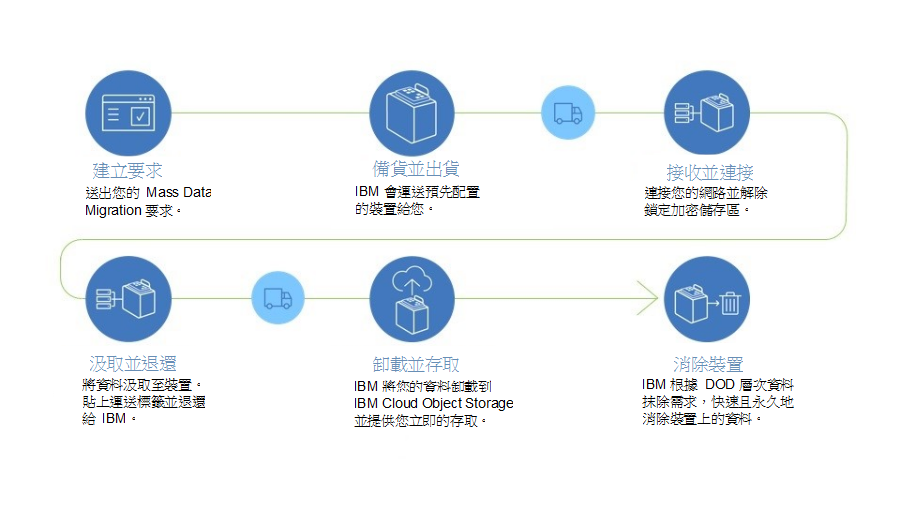 建立要求
送出您的 Mass Data
Migration 要求。
備貨並出貨
IBM 會運送預先配置
的裝置給您。
接收並連接
連接您的網路並解除
鎖定加密儲存區。
汲取並退還
將資料汲取至裝置。
貼上運送標籤並退還
給 IBM。
卸載並存取
IBM 將您的資料卸載到
IBM Cloud Object Storage
並提供您立即的存取。
消除裝置
IBM 根據 DOD 層次資料
抹除需求，快速且永久地
消除裝置上的資料。